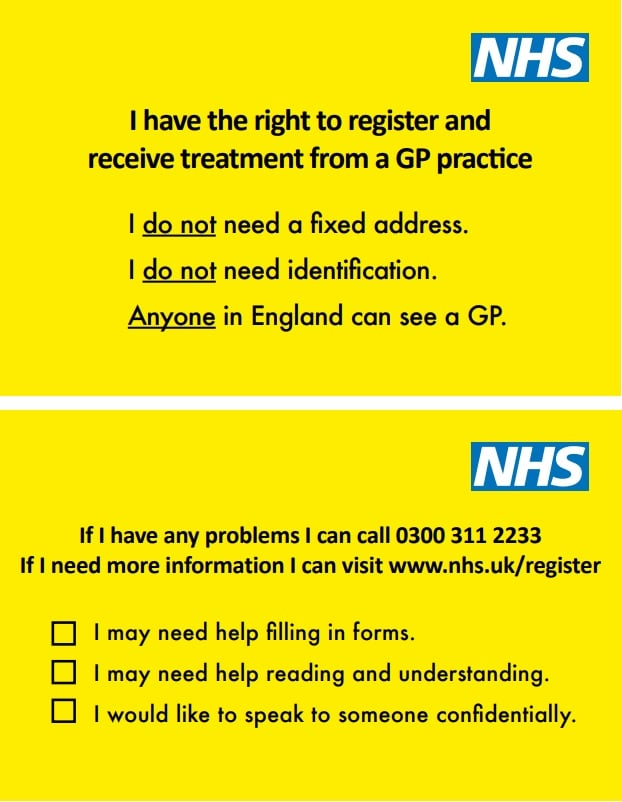 NHS
I have the right to register and
receive treatment from a GP practice
I do not need a fixed address.
I do not need identification.
Anyone in England can see a GP.
NHS
If I have any problems I can call 0300 311 2233
If I need more information I can visit www.nhs.uk/register
I may need help filling in forms.
I may need help reading and understanding.
I would like to speak to someone confidentially.